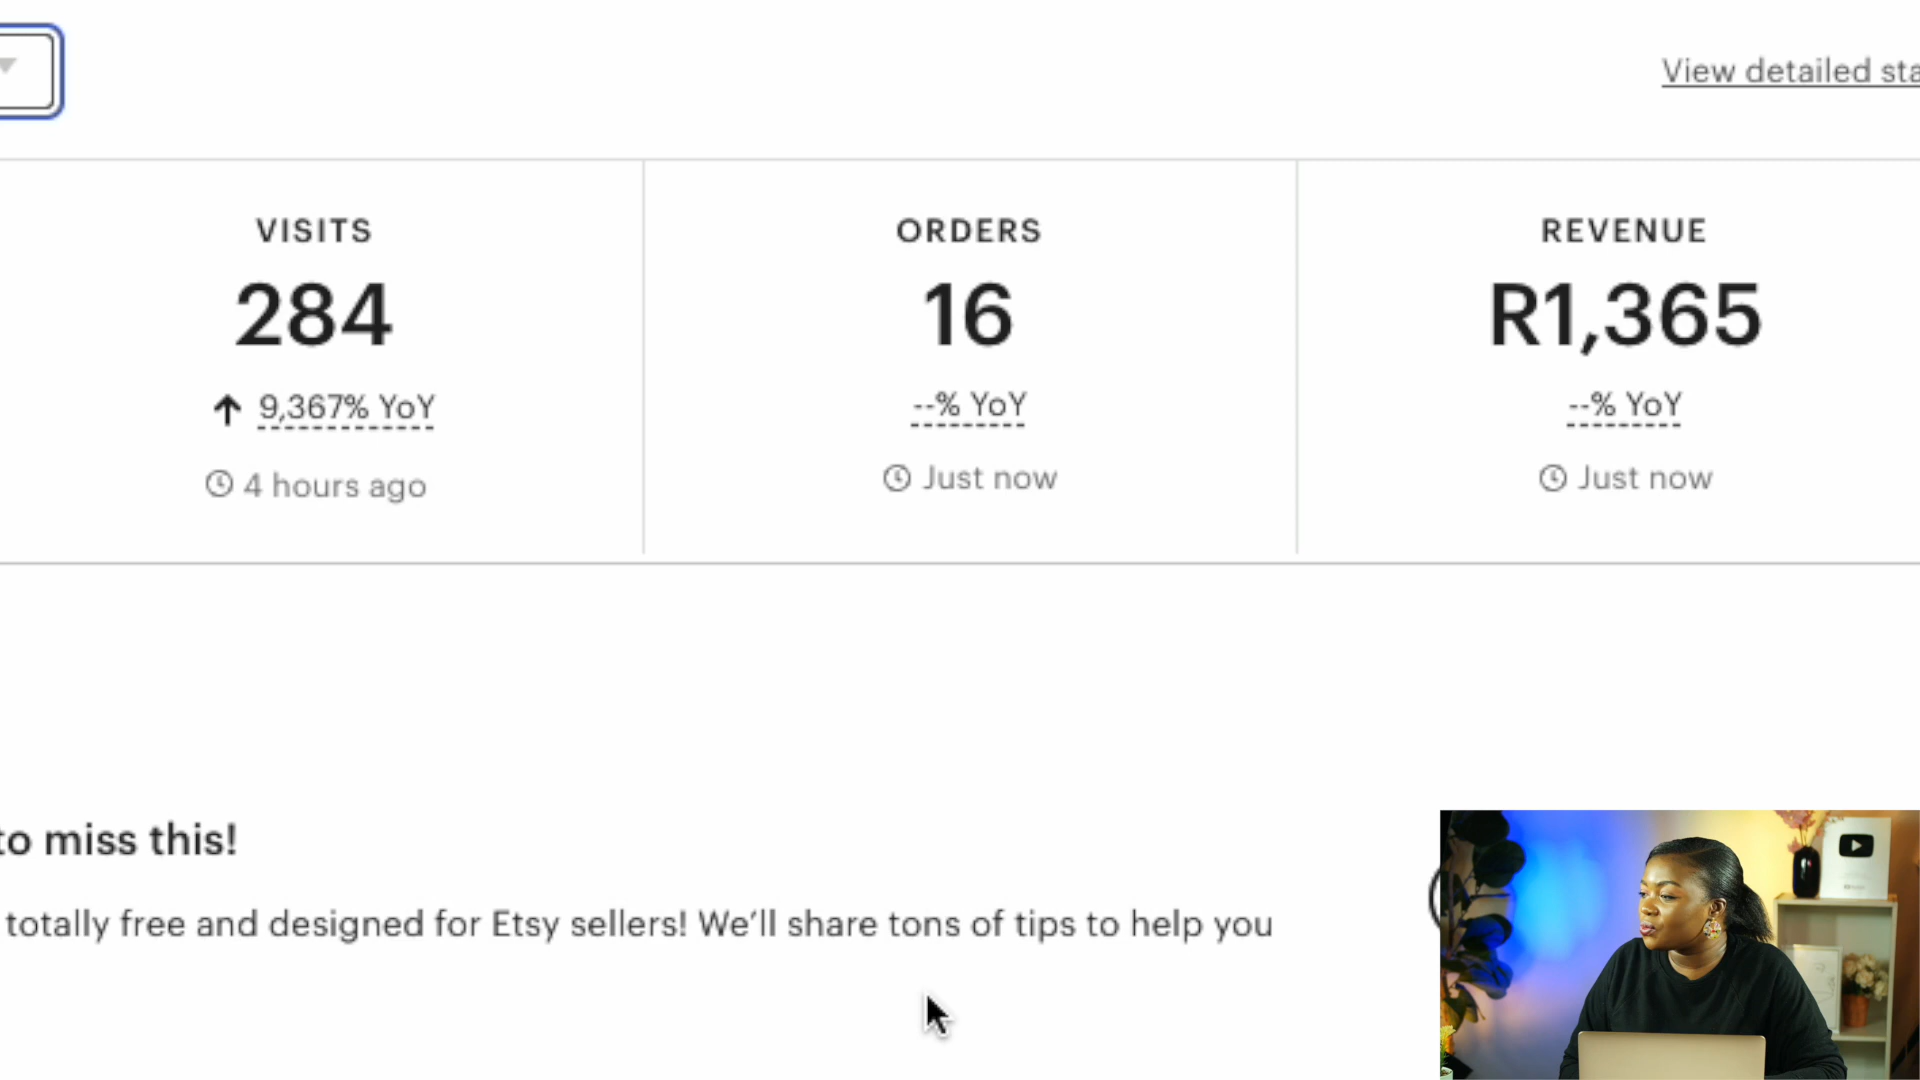 View detailed sta
VISITS
284
9,367% YoY
4 hours ago
ORDERS
16
--% YoY
Just now
REVENUE
R1,365
--% YoY
Just now
to miss this!
totally free and designed for Etsy sellers! We’ll share tons of tips to help you